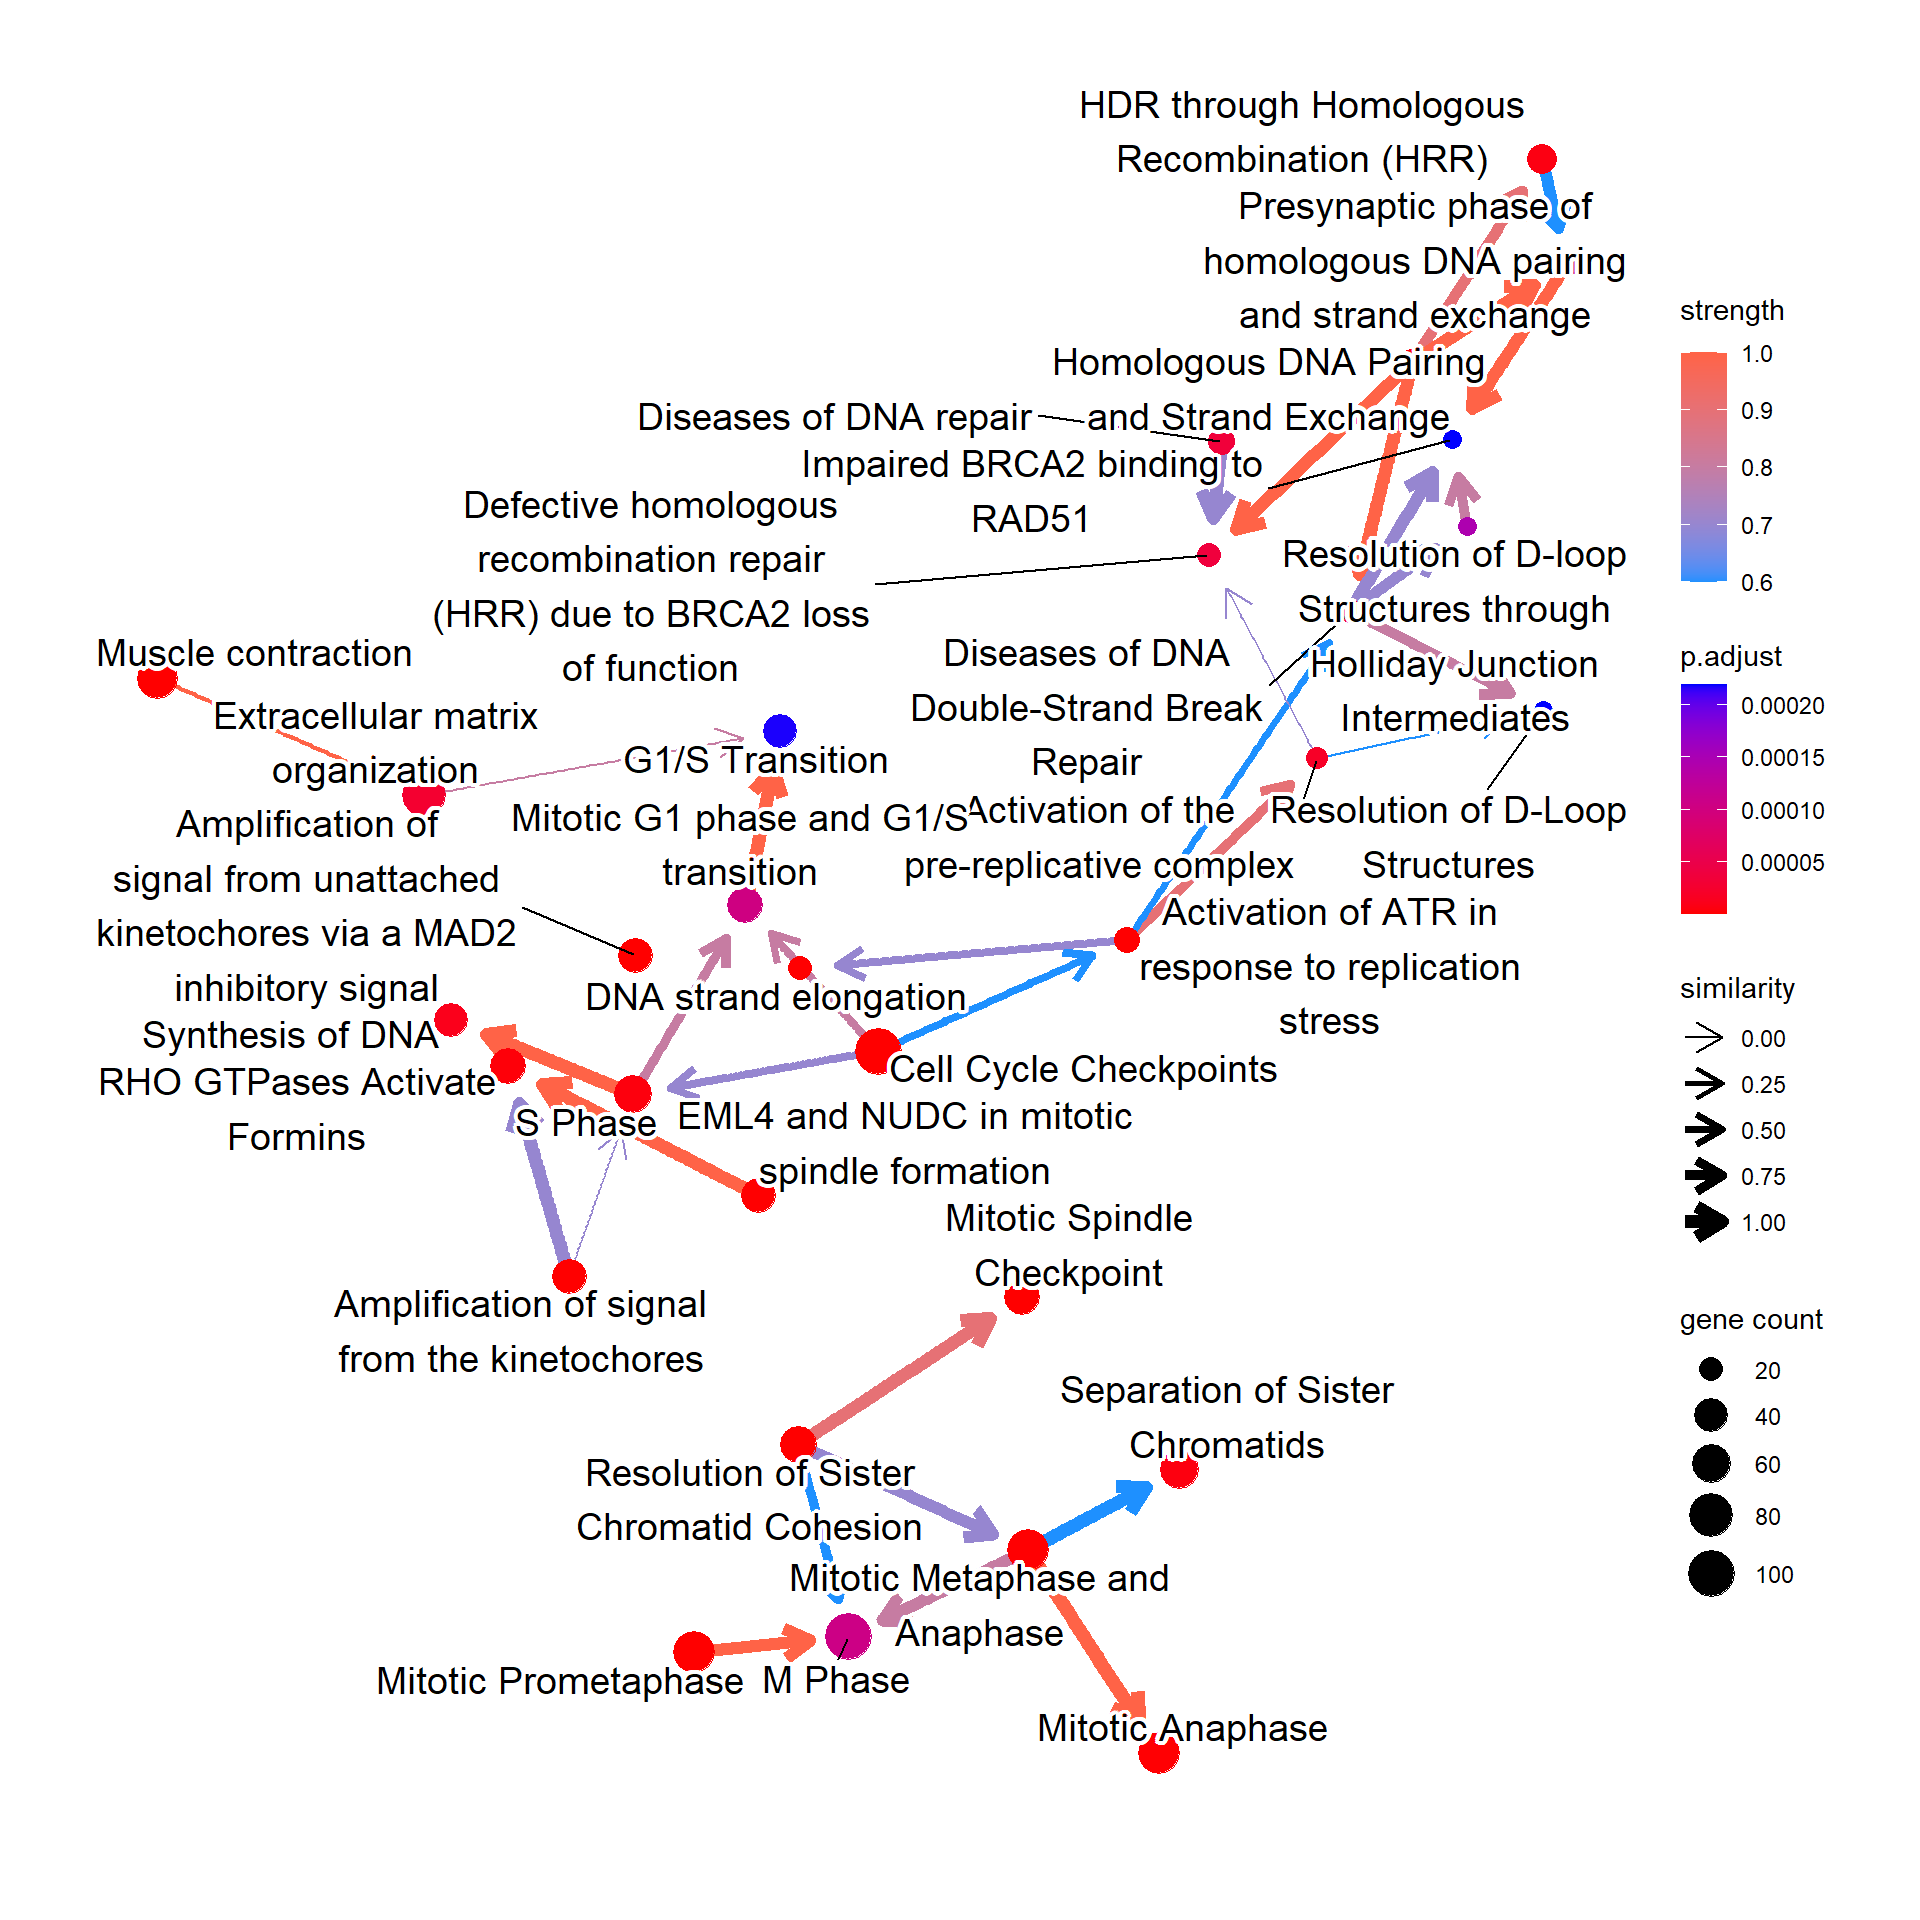 HDR through Homologous
Recombination (HRR)
Presynaptic phase of
homologous DNA pairing
and strand exchange
Homologous DNA Pairing
and Strand Exchange
Diseases of DNA repair
Impaired BRCA2 binding to
RAD51
Defective homologous
recombination repair
(HRR) due to BRCA2 loss
of function
Resolution of D-loop
Structures through
Holliday Junction
Intermediates
Muscle contraction
Extracellular matrix
organization
Diseases of DNA
Double-Strand Break
Repair
G1/S Transition
Mitotic G1 phase and G1/S
transition
Activation of the
pre-replicative complex
Resolution of D-Loop
Structures
Amplification of
signal from unattached
kinetochores via a MAD2
inhibitory signal
Activation of ATR in
response to replication
stress
DNA strand elongation
Synthesis of DNA
RHO GTPases Activate
Formins
S Phase
Cell Cycle Checkpoints
EML4 and NUDC in mitotic
spindle formation
Mitotic Spindle
Checkpoint
Amplification of signal
from the kinetochores
Separation of Sister
Chromatids
Resolution of Sister
Chromatid Cohesion
Mitotic Metaphase and
Anaphase
Mitotic Prometaphase
M Phase
Mitotic Anaphase
strength
1.0
0.9
0.8
0.7
0.6
p.adjust
0.00020
0.00015
0.00010
0.00005
similarity
0.00
0.25
0.50
0.75
1.00
gene count
20
40
60
80
100